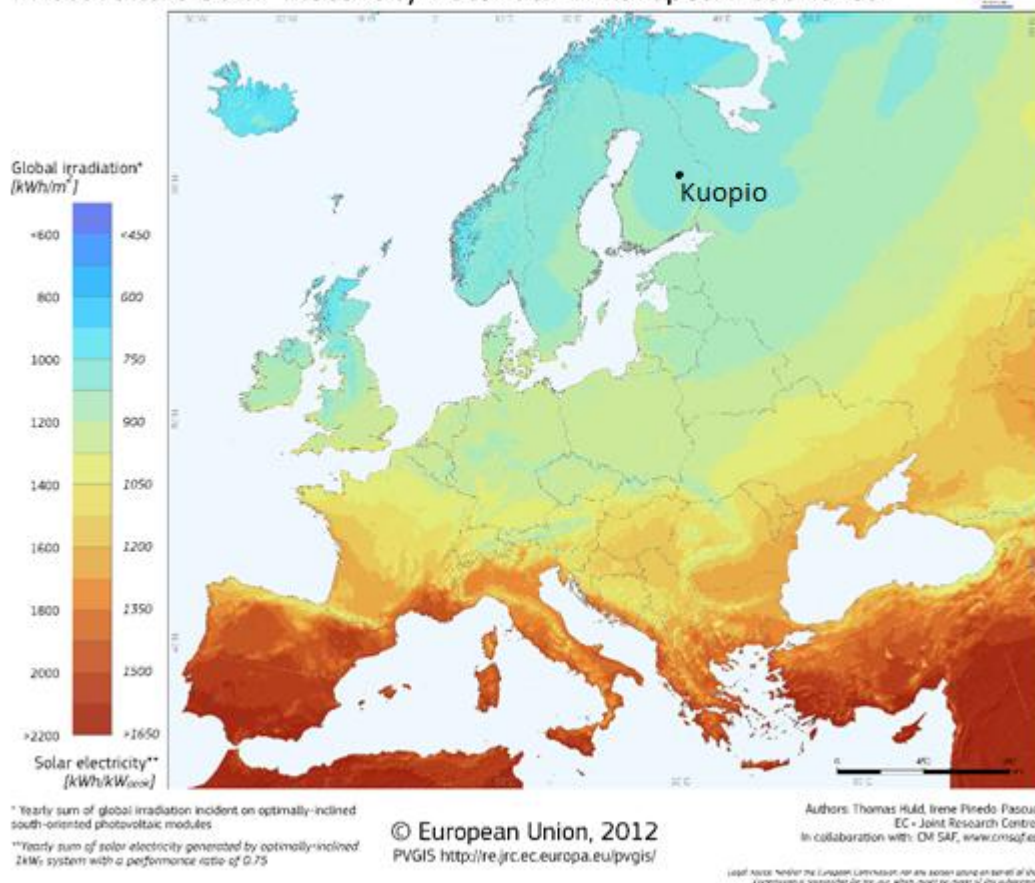 Global irradiation*
[kWh/m²]
<600 <450
800 600
1000 750
1200 900
1400 1050
1600 1200
1800 1350
2000 1500
>2200 >1650
Solar electricity**
[kWh/kWpeak]
Kuopio
* Yearly sum of global irradiation incident on optimally-inclined
south-oriented photovoltaic modules
**Yearly sum of solar electricity generated by optimally-inclined
1kWp system with a performance ratio of 0.75
© European Union, 2012
PVGIS http://re.jrc.ec.europa.eu/pvgis/
Authors: Thomas Huld, Irene Pinedo-Pascua
EC - Joint Research Centre
In collaboration with: CM SAF, www.cmsaf.eu